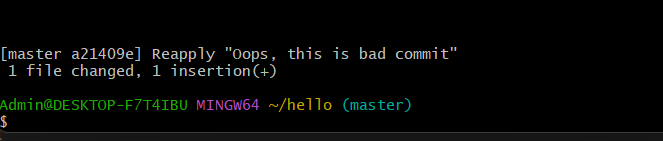 [master a21409e] Reapply "Oops, this is bad commit"
1 file changed, 1 insertion(+)
Admin@DESKTOP-F7T4IBU MINGW64 ~/hello (master)
$